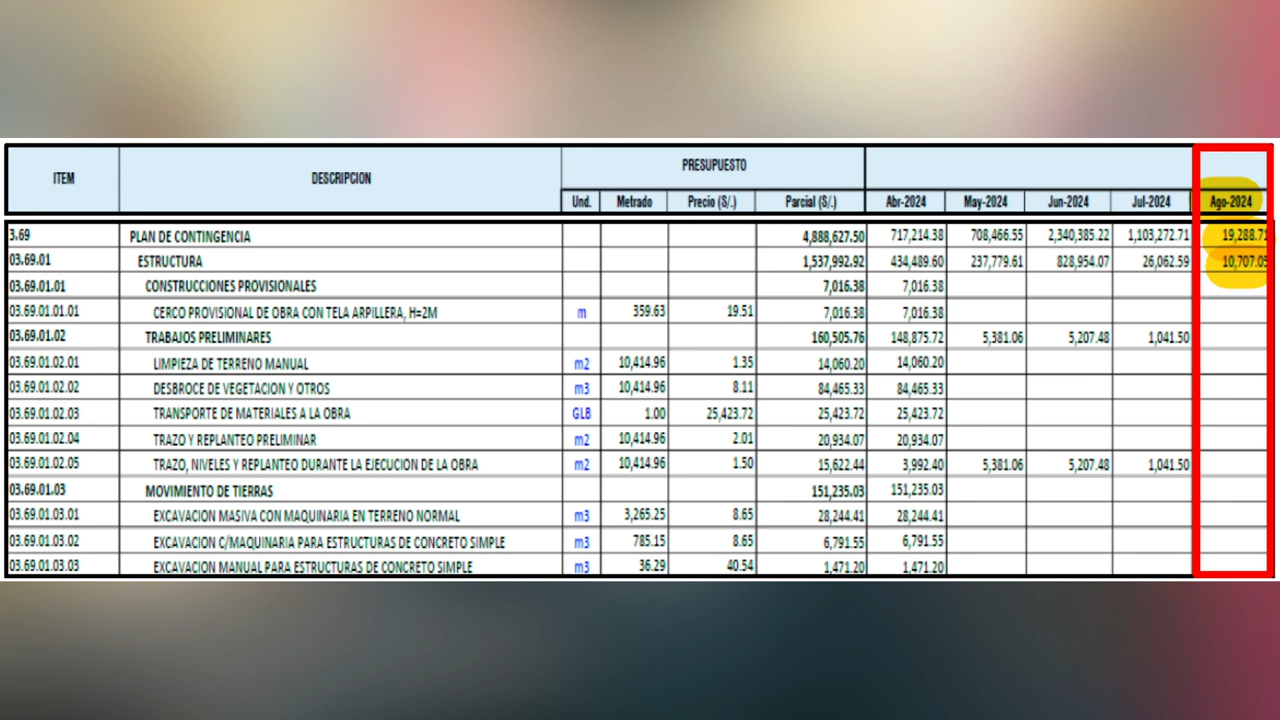 ITEM DESCRIPCION PRESUPUESTO
Und. Metrado Precio (S/.) Parcial (S/.) Abr-2024 May-2024 Jun-2024 Jul-2024 Ago-2024
3.69 PLAN DE CONTINGENCIA 4,888,627.50 717,214.38 708,466.55 2,340,385.22 1,103,272.71 19,288.71
03.69.01 ESTRUCTURA 1,537,992.92 434,489.60 237,779.61 828,954.07 26,062.59 10,707.05
03.69.01.01 CONSTRUCCIONES PROVISIONALES 7,016.38 7,016.38
03.69.01.01.01 CERCO PROVISIONAL DE OBRA CON TELA ARPILLERA, H=2M m 359.63 19.51 7,016.38 7,016.38
03.69.01.02 TRABAJOS PRELIMINARES 160,505.76 148,875.72 5,381.06 5,207.48 1,041.50
03.69.01.02.01 LIMPIEZA DE TERRENO MANUAL m2 10,414.96 1.35 14,060.20 14,060.20
03.69.01.02.02 DESBROCE DE VEGETACION Y OTROS m3 10,414.96 8.11 84,465.33 84,465.33
03.69.01.02.03 TRANSPORTE DE MATERIALES A LA OBRA GLB 1.00 25,423.72 25,423.72 25,423.72
03.69.01.02.04 TRAZO Y REPLANTEO PRELIMINAR m2 10,414.96 2.01 20,934.07 20,934.07
03.69.01.02.05 TRAZO, NIVELES Y REPLANTEO DURANTE LA EJECUCION DE LA OBRA m2 10,414.96 1.50 15,622.44 3,992.40 5,381.06 5,207.48 1,041.50
03.69.01.03 MOVIMIENTO DE TIERRAS 151,235.03 151,235.03
03.69.01.03.01 EXCAVACION MASIVA CON MAQUINARIA EN TERRENO NORMAL m3 3,265.25 8.65 28,244.41 28,244.41
03.69.01.03.02 EXCAVACION C/MAQUINARIA PARA ESTRUCTURAS DE CONCRETO SIMPLE m3 785.15 8.65 6,791.55 6,791.55
03.69.01.03.03 EXCAVACION MANUAL PARA ESTRUCTURAS DE CONCRETO SIMPLE m3 36.29 40.54 1,471.20 1,471.20